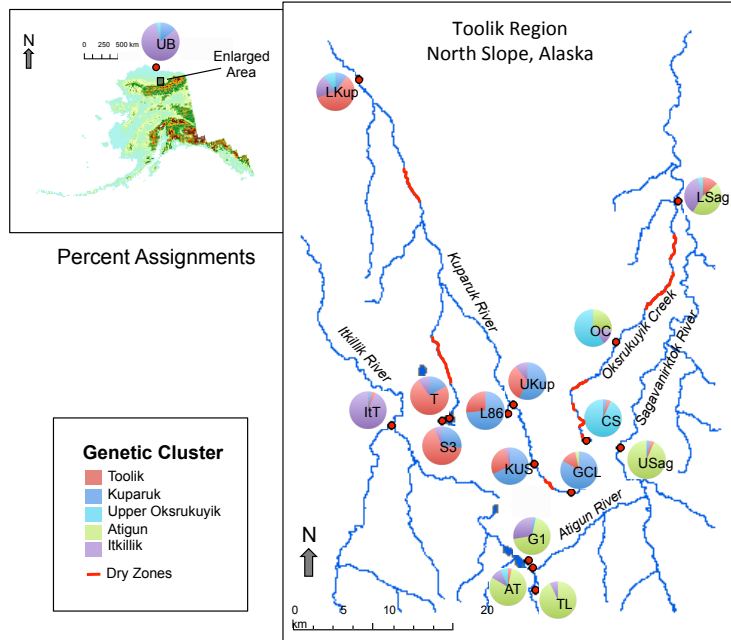 N
0 250 500 km
UB
Enlarged
Area
Percent Assignments
Genetic Cluster
Toolik
Kuparuk
Upper Oksrukuyik
Atigun
Itkillik
Dry Zones
Toolik Region
North Slope, Alaska
LKup
LSag
Kuparuk River
Itkillik River
OC
Oksrukuyik Creek
Sagavanirktok River
T
UKup
ItT
L86
CS
S3
KUS
GCL
USag
N
G1
Atigun River
AT
TL
0 5 10 20
km